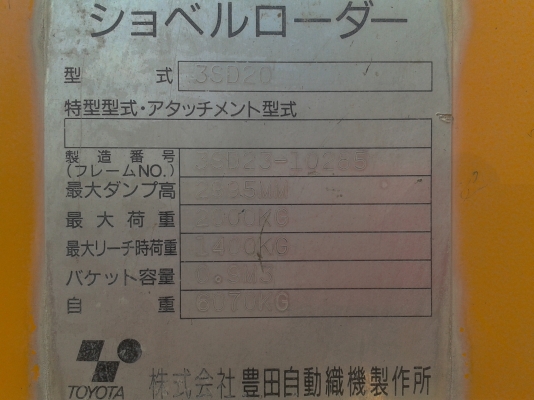 ショベルローダー
型式 3SD20
特型型式・アタッチメント型式
製造番号
(フレームNO.)
最大ダンプ高
最大荷重
最大リーチ時荷重 1400KG
バケット容量
自重
TOYOTA 株式会社 豊田自動織機製作所